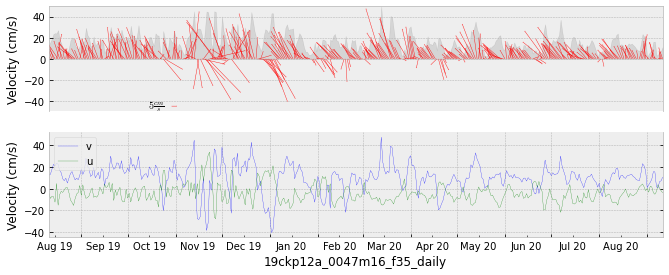 Velocity (cm/s)
40
20
0
−20
−40
5 cm/s
Velocity (cm/s)
40
20
0
−20
−40
v
u
Aug 19 Sep 19 Oct 19 Nov 19 Dec 19 Jan 20 Feb 20 Mar 20 Apr 20 May 20 Jun 20 Jul 20 Aug 20
19ckp12a_0047m16_f35_daily